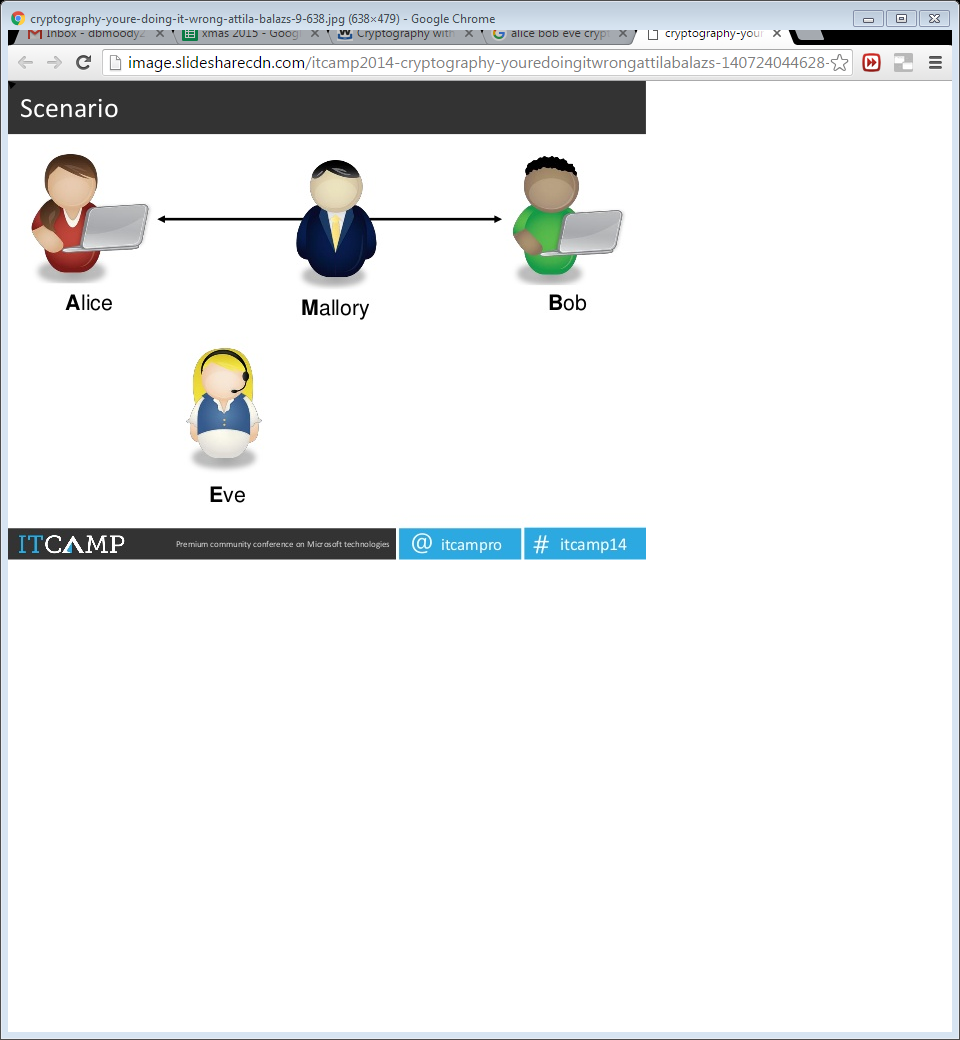 cryptography-youre-doing-it-wrong-attila-balazs-9-638.jpg (638×479) - Google Chrome
Inbox - dbmoody2 xmas 2015 - Googl Cryptography with alice bob eve crypt cryptography-your
image.slidesharecdn.com/itcamp2014-cryptography-youredoingitwrongattilabalazs-140724044628-
Scenario
Alice
Mallory
Bob
Eve
ITCAMP Premium community conference on Microsoft technologies @ itcampro # itcamp14